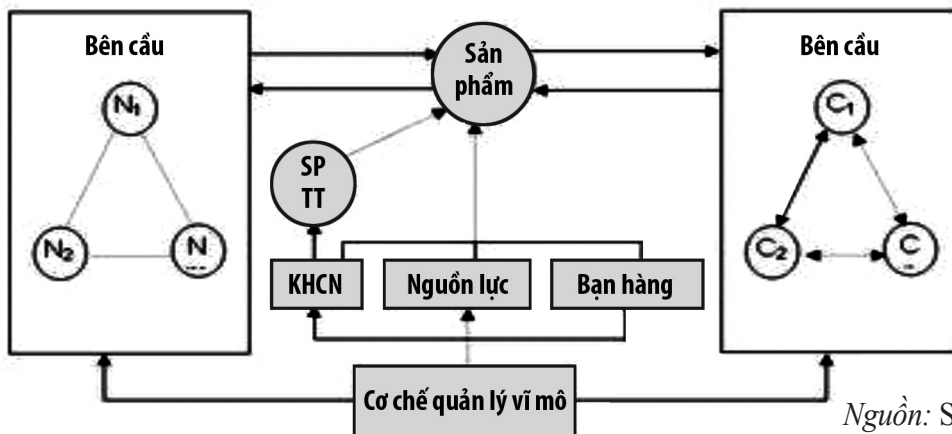 Bên cầu
N1
N2
N
...
Sản
phẩm
SP
TT
KHCN
Nguồn lực
Bạn hàng
Cơ chế quản lý vĩ mô
Bên cầu
C1
C2
C
...
Nguồn: S